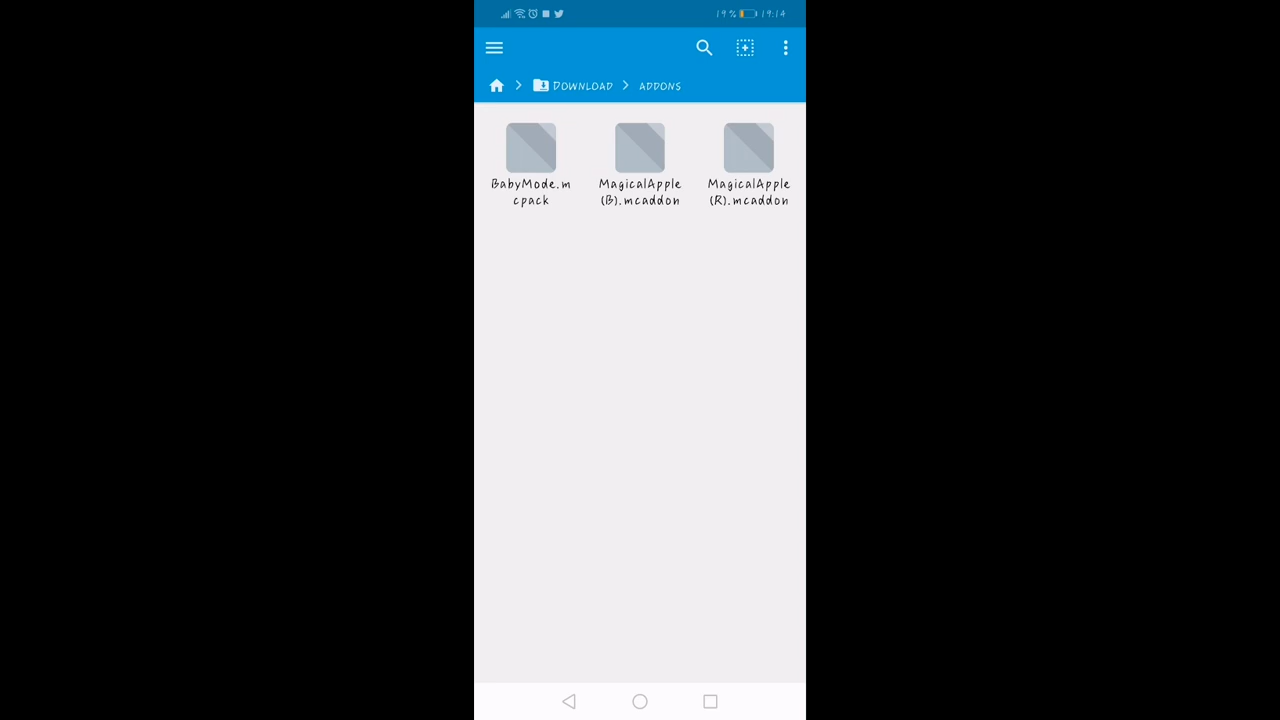 19% 19:14
DOWNLOAD ADDONS
BabyMode.m
cpack
MagicalApple
(B).mcaddon
MagicalApple
(R).mcaddon